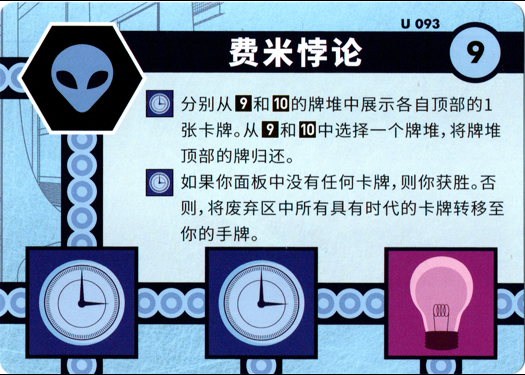 U 093
费米悖论
9
分别从9和10的牌堆中展示各自顶部的1
张卡牌。从9和10中选择一个牌堆,将牌堆
顶部的牌归还。
如果你面板中没有任何卡牌,则你获胜。否
则,将废弃区中所有具有时代的卡牌转移至
你的手牌。